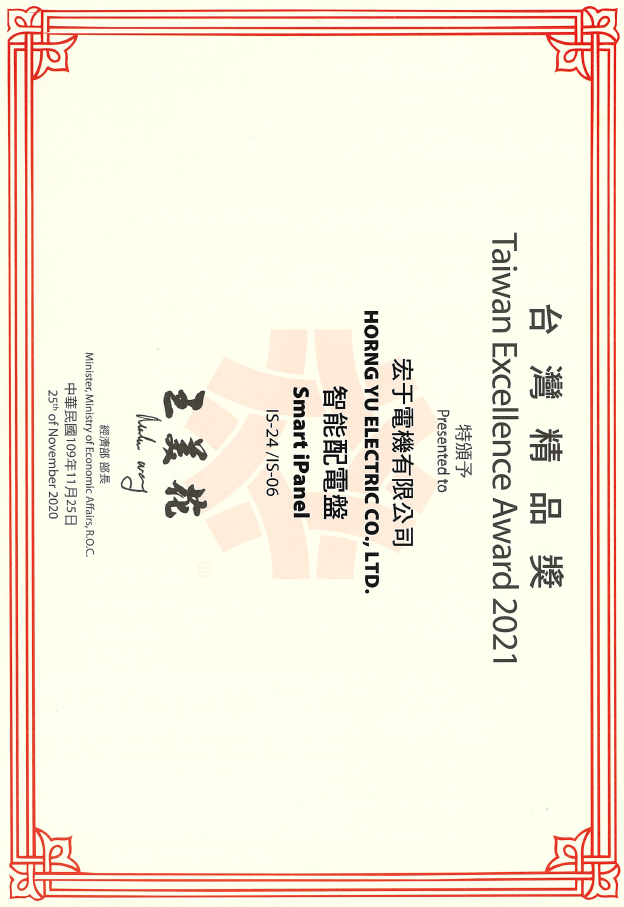 台灣精品獎
Taiwan Excellence Award 2021
特頒予
Presented to
宏于電機有限公司
HORNG YU ELECTRIC CO., LTD.
智能配電盤
Smart iPanel
IS-24 /IS-06
王美花
經濟部 部長
Minister, Ministry of Economic Affairs, R.O.C.
中華民國109年11月25日
25th of November 2020